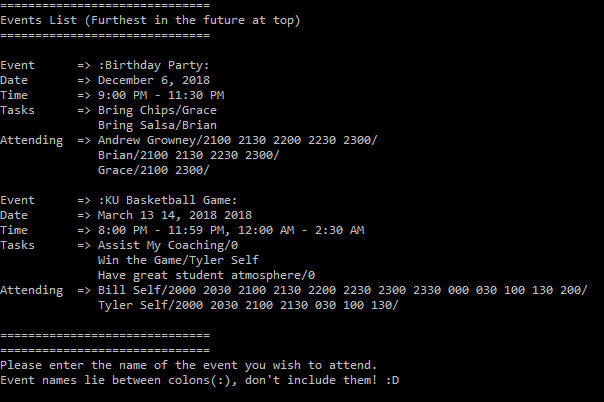 ==============================
Events List (Furthest in the future at top)
==============================
Event      => :Birthday Party:
Date       => December 6, 2018
Time       => 9:00 PM - 11:30 PM
Tasks      => Bring Chips/Grace
              Bring Salsa/Brian
Attending  => Andrew Growney/2100 2130 2200 2230 2300/
              Brian/2100 2130 2230 2300/
              Grace/2100 2300/
Event      => :KU Basketball Game:
Date       => March 13 14, 2018 2018
Time       => 8:00 PM - 11:59 PM, 12:00 AM - 2:30 AM
Tasks      => Assist My Coaching/0
              Win the Game/Tyler Self
              Have great student atmosphere/0
Attending  => Bill Self/2000 2030 2100 2130 2200 2230 2300 2330 000 030 100 130 200/
              Tyler Self/2000 2030 2100 2130 030 100 130/
==============================
==============================
Please enter the name of the event you wish to attend.
Event names lie between colons(:), don't include them! :D